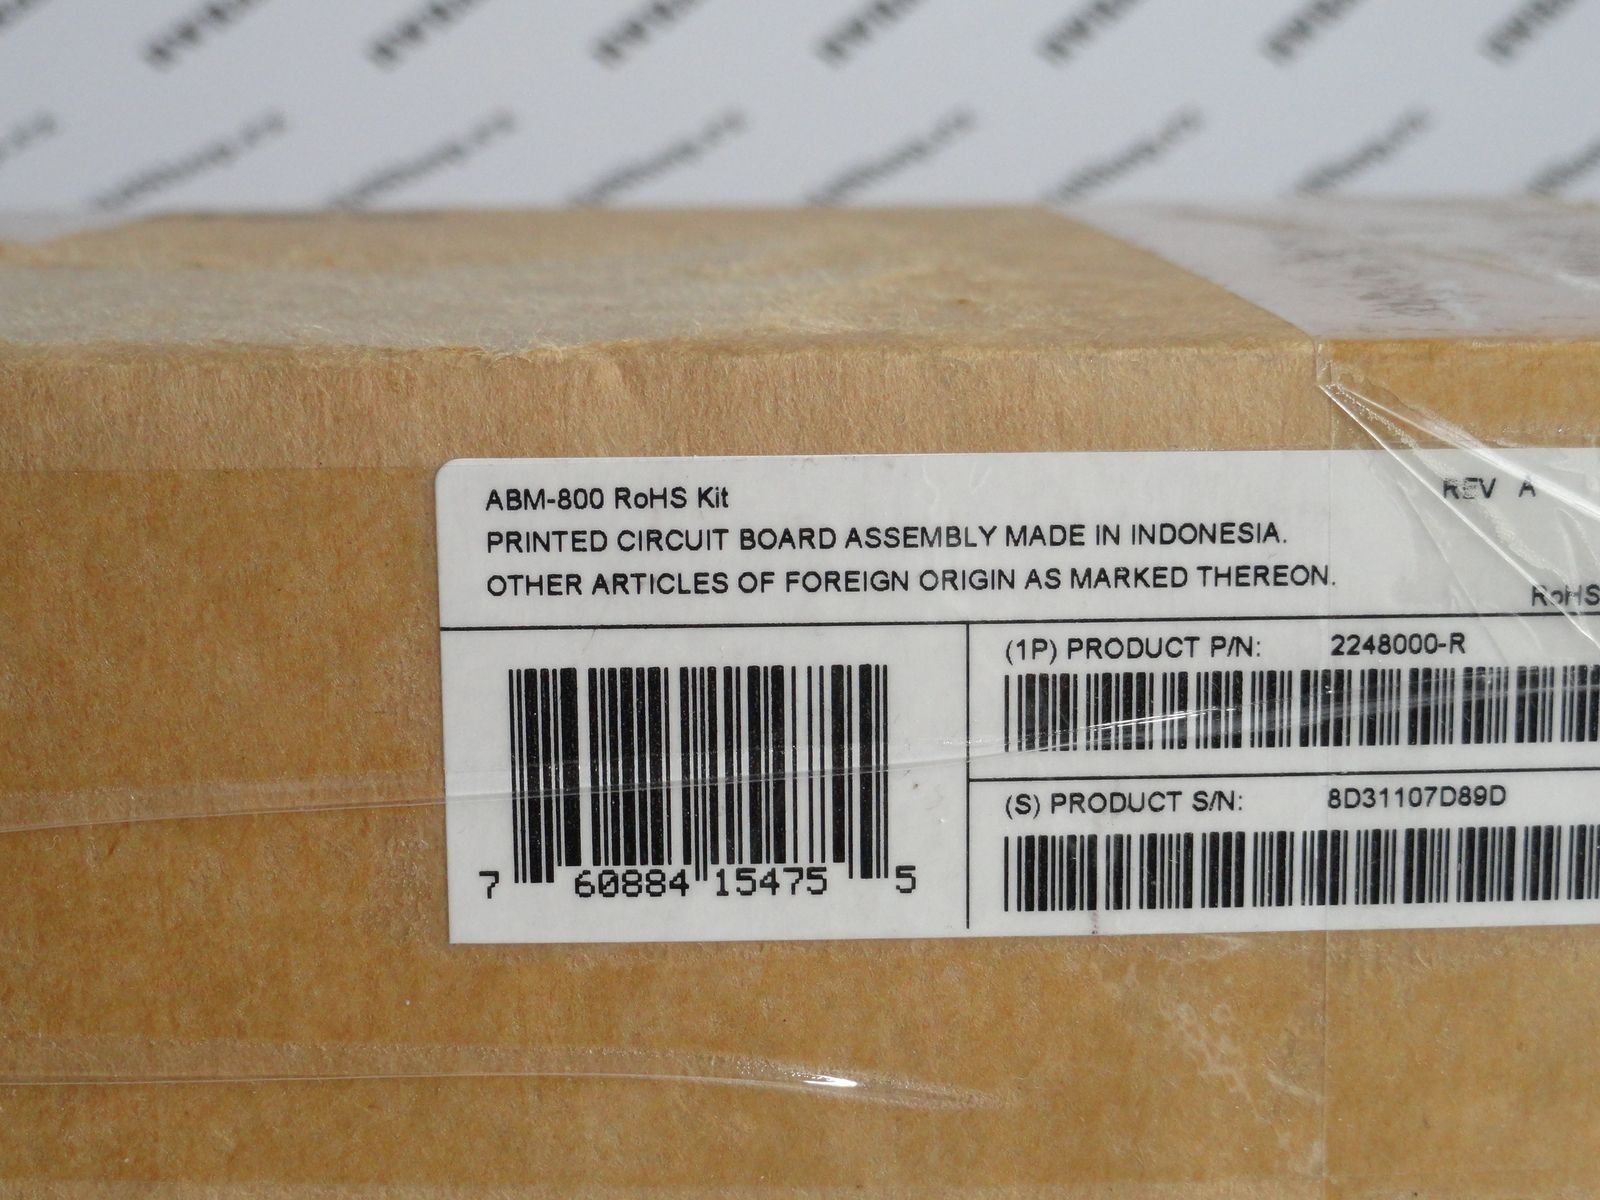 ABM-800 RoHS Kit REV A
PRINTED CIRCUIT BOARD ASSEMBLY MADE IN INDONESIA.
OTHER ARTICLES OF FOREIGN ORIGIN AS MARKED THEREON.
RoHS
(1P) PRODUCT P/N: 2248000-R
(S) PRODUCT S/N: 8D31107D89D
7 60884 15475 5